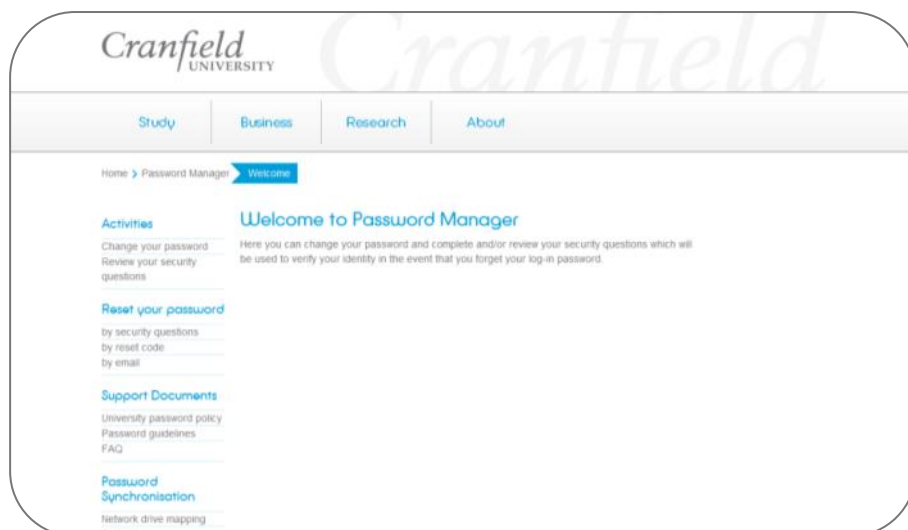 Cranfield
Cranfield
UNIVERSITY
Study Business Research About
Home Password Manager Welcome
Activities
Change your password
Review your security
questions
Reset your password
by security questions
by reset code
by email
Support Documents
University password policy
Password guidelines
FAQ
Password
Synchronisation
Network drive mapping
Welcome to Password Manager
Here you can change your password and complete and/or review your security questions which will
be used to verify your identity in the event that you forget your log-in password.